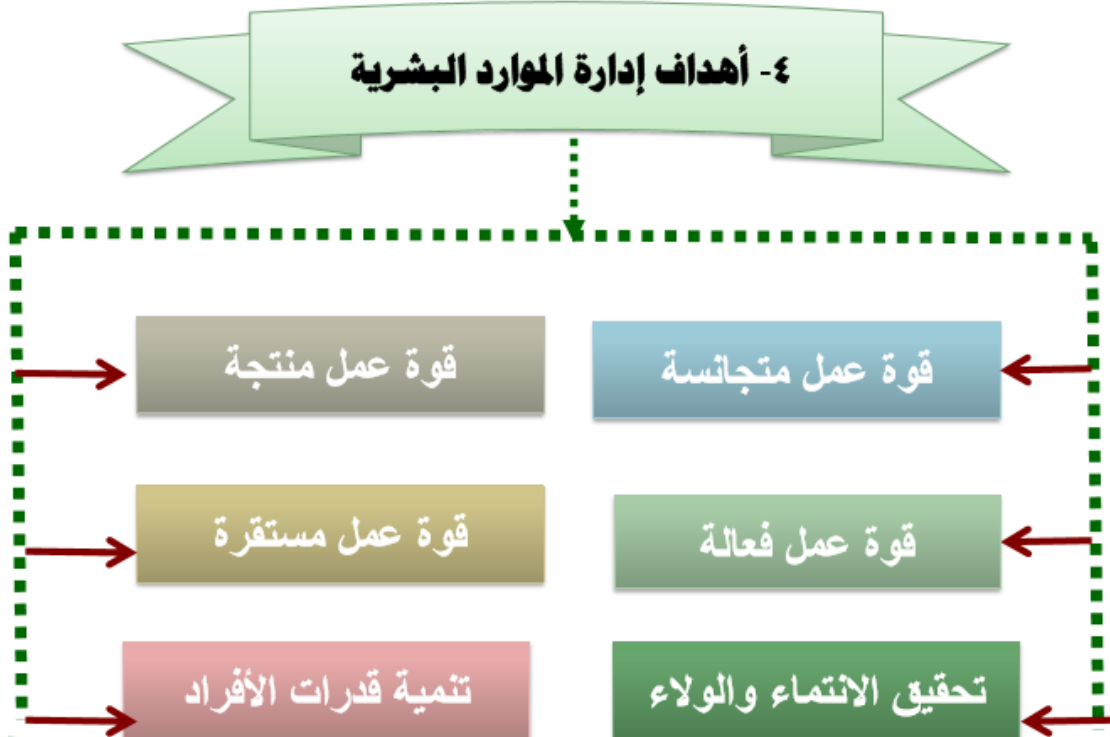 ٤- أهداف إدارة الموارد البشرية
قوة عمل متجانسة
قوة عمل منتجة
قوة عمل فعالة
قوة عمل مستقرة
تحقيق الانتماء والولاء
تنمية قدرات الأفراد